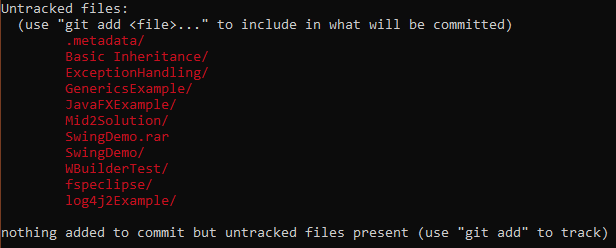 Untracked files:
  (use "git add <file>..." to include in what will be committed)
        .metadata/
        Basic Inheritance/
        ExceptionHandling/
        GenericsExample/
        JavaFXExample/
        Mid2Solution/
        SwingDemo.rar
        SwingDemo/
        WBuilderTest/
        fspeclipse/
        log4j2Example/
nothing added to commit but untracked files present (use "git add" to track)